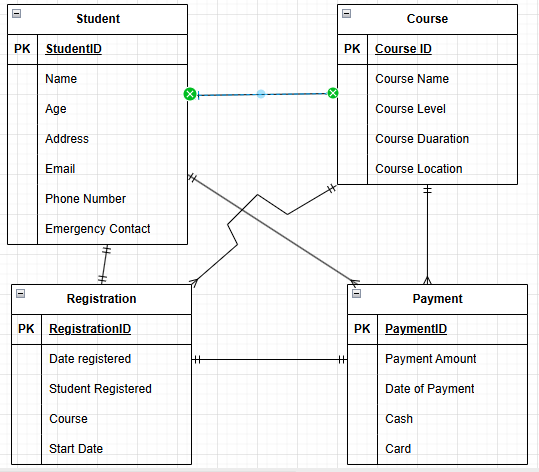 Student
PK StudentID
Name
Age
Address
Email
Phone Number
Emergency Contact
Course
PK Course ID
Course Name
Course Level
Course Duaration
Course Location
Registration
PK RegistrationID
Date registered
Student Registered
Course
Start Date
Payment
PK PaymentID
Payment Amount
Date of Payment
Cash
Card